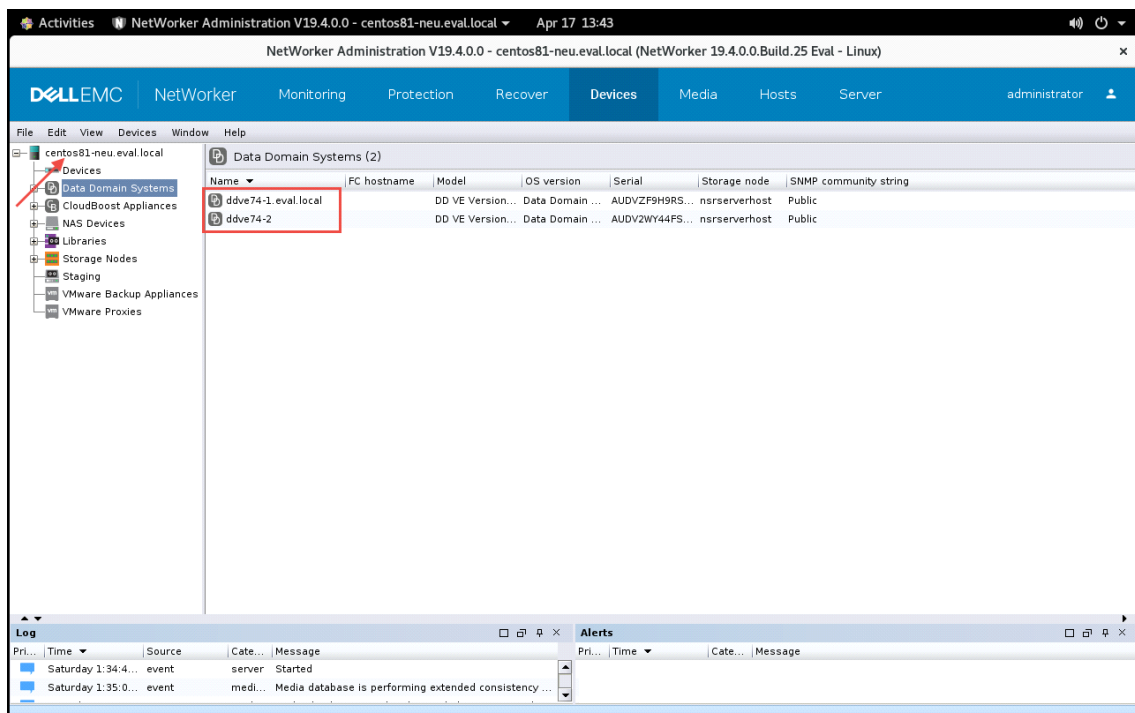 Activities NetWorker Administration V19.4.0.0 - centos81-neu.eval.local Apr 17 13:43
NetWorker Administration V19.4.0.0 - centos81-neu.eval.local (NetWorker 19.4.0.0.Build.25 Eval - Linux)
DELLEMC NetWorker Monitoring Protection Recover Devices Media Hosts Server administrator
File Edit View Devices Window Help
centos81-neu.eval.local
Devices
Data Domain Systems
CloudBoost Appliances
NAS Devices
Libraries
Storage Nodes
Staging
VMware Backup Appliances
VMware Proxies
Data Domain Systems (2)
Name FC hostname Model OS version Serial Storage node SNMP community string
ddve74-1.eval.local DD VE Version... Data Domain ... AUDVZF9H9RS... nsrserverhost Public
ddve74-2 DD VE Version... Data Domain ... AUDV2WY44FS... nsrserverhost Public
Log
Pri... Time Source Cate... Message
Saturday 1:34:4... event server Started
Saturday 1:35:0... event medi... Media database is performing extended consistency ...
Alerts
Pri... Time Cate... Message